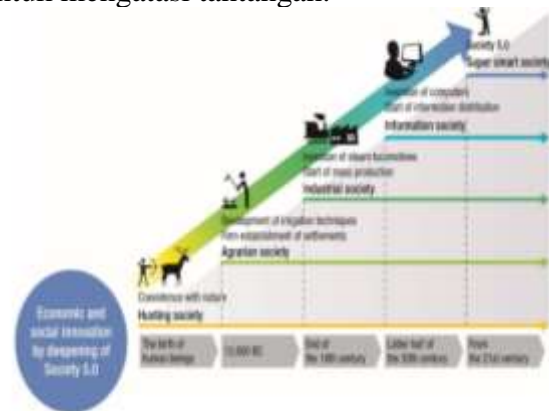 mengatasi tantangan.
Society 5.0
Super smart society
Invention of computers
Start of information distribution
Information society
Invention of steam locomotives
Start of mass production
Industrial society
Development of irrigation techniques
Firm establishment of settlements
Agrarian society
Coexistence with nature
Hunting society
Economic and
social innovation
by deepening of
Society 5.0
The birth of
human beings
13,000 BC
End of
the 18th century
Latter half of
the 20th century
From
the 21st century